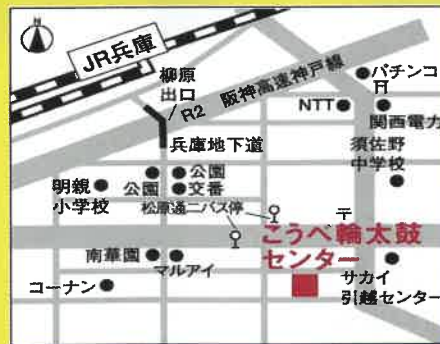 JR兵庫
柳原
出口
R2 阪神高速神戸線
パチンコ
NTT
関西電力
兵庫地下道
須佐野
中学校
公園
公園
交番
明親
小学校
松原通二バス停
〒
こうべ輪太鼓
センター
南華園
マルアイ
コーナン
サカイ
引越センター